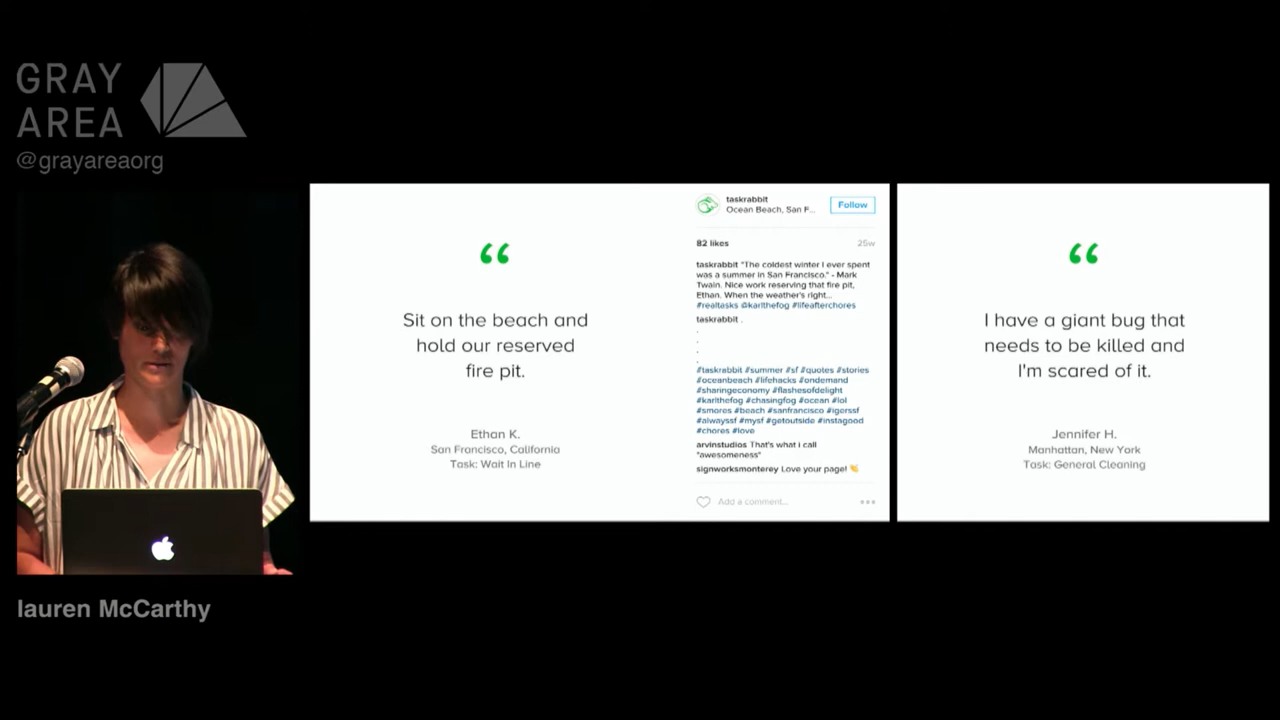 GRAY
AREA
@grayareaorg
lauren McCarthy
“
Sit on the beach and
hold our reserved
fire pit.
Ethan K.
San Francisco, California
Task: Wait In Line
taskrabbit
Ocean Beach, San F...
Follow
82 likes
25w
taskrabbit "The coldest winter I ever spent
was a summer in San Francisco." - Mark
Twain. Nice work reserving that fire pit,
Ethan. When the weather's right...
#realtasks @karlthefog #lifeafterchores
taskrabbit .
.
.
.
.
#taskrabbit #summer #sf #quotes #stories
#oceanbeach #lifehacks #ondemand
#sharingeconomy #flashesofdelight
#karlthefog #chasingfog #ocean #lol
#smores #beach #sanfrancisco #igerssf
#alwayssf #mysf #getoutside #instagood
#chores #love
arvinstudios That's what i call
"awesomeness"
signworksmonterey Love your page! 👏
Add a comment...
“
I have a giant bug that
needs to be killed and
I'm scared of it.
Jennifer H.
Manhattan, New York
Task: General Cleaning